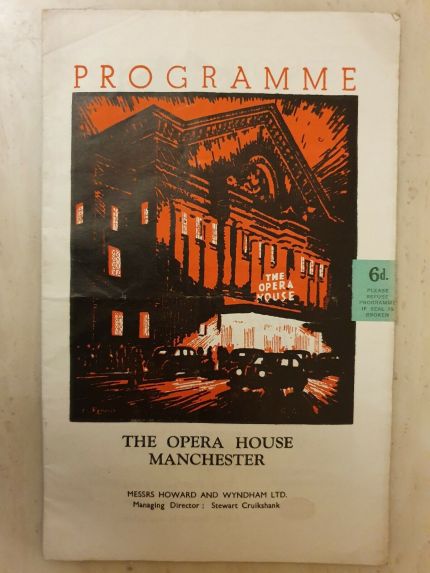 PROGRAMME
THE
OPERA
HOUSE
6d.
PLEASE
REFUSE
PROGRAMME
IF SEAL IS
BROKEN
THE OPERA HOUSE
MANCHESTER
MESSRS HOWARD AND WYNDHAM LTD.
Managing Director : Stewart Cruikshank